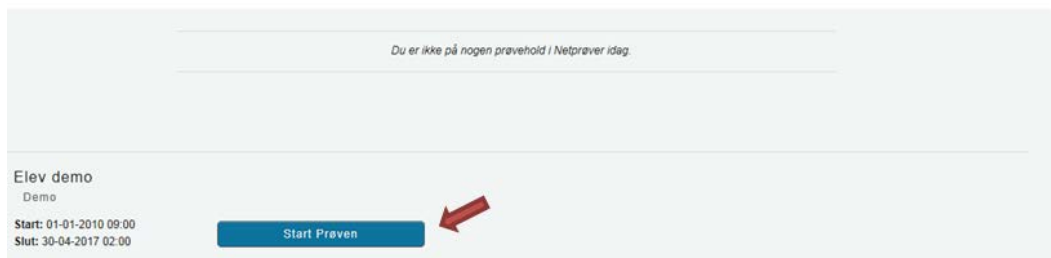 Du er ikke på nogen prøvehold i Netprøver idag.
Elev demo
Demo
Start: 01-01-2010 09:00
Slut: 30-04-2017 02:00
Start Prøven